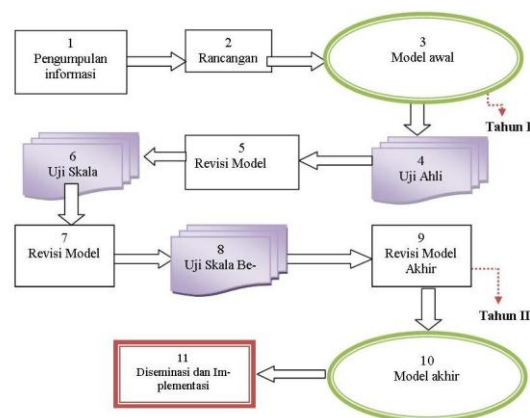 1
Pengumpulan
informasi
2
Rancangan
3
Model awal
Tahun I
4
Uji Ahli
5
Revisi Model
6
Uji Skala
7
Revisi Model
8
Uji Skala Be-
9
Revisi Model
Akhir
Tahun II
10
Model akhir
11
Diseminasi dan Im-
plementasi